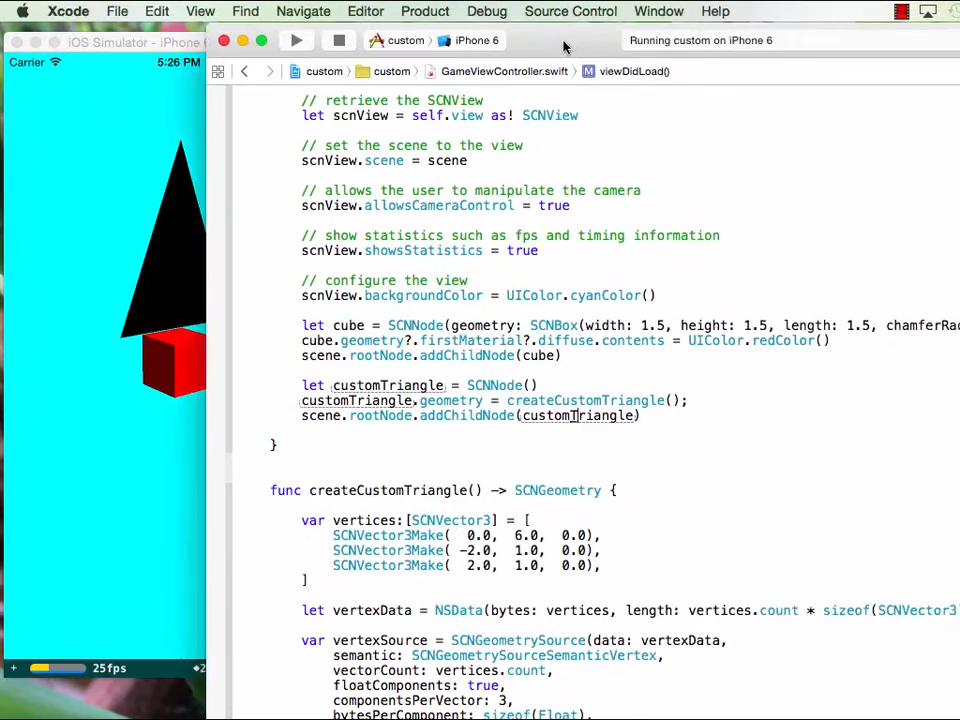 Xcode File Edit View Find Navigate Editor Product Debug Source Control Window Help
iOS Simulator - iPhone 6
custom iPhone 6 Running custom on iPhone 6
Carrier 5:26 PM
custom custom GameViewController.swift M viewDidLoad()
// retrieve the SCNView
let scnView = self.view as! SCNView
// set the scene to the view
scnView.scene = scene
// allows the user to manipulate the camera
scnView.allowsCameraControl = true
// show statistics such as fps and timing information
scnView.showsStatistics = true
// configure the view
scnView.backgroundColor = UIColor.cyanColor()
let cube = SCNNode(geometry: SCNBox(width: 1.5, height: 1.5, length: 1.5, chamferRa
cube.geometry?.firstMaterial?.diffuse.contents = UIColor.redColor()
scene.rootNode.addChildNode(cube)
let customTriangle = SCNNode()
customTriangle.geometry = createCustomTriangle();
scene.rootNode.addChildNode(customTriangle)
}
func createCustomTriangle() -> SCNGeometry {
var vertices:[SCNVector3] = [
SCNVector3Make( 0.0, 6.0, 0.0),
SCNVector3Make( -2.0, 1.0, 0.0),
SCNVector3Make( 2.0, 1.0, 0.0),
]
let vertexData = NSData(bytes: vertices, length: vertices.count * sizeof(SCNVector3
var vertexSource = SCNGeometrySource(data: vertexData,
semantic: SCNGeometrySourceSemanticVertex,
vectorCount: vertices.count,
floatComponents: true,
componentsPerVector: 3,
bytesPerComponent: sizeof(Float),
+ 25fps ◆2